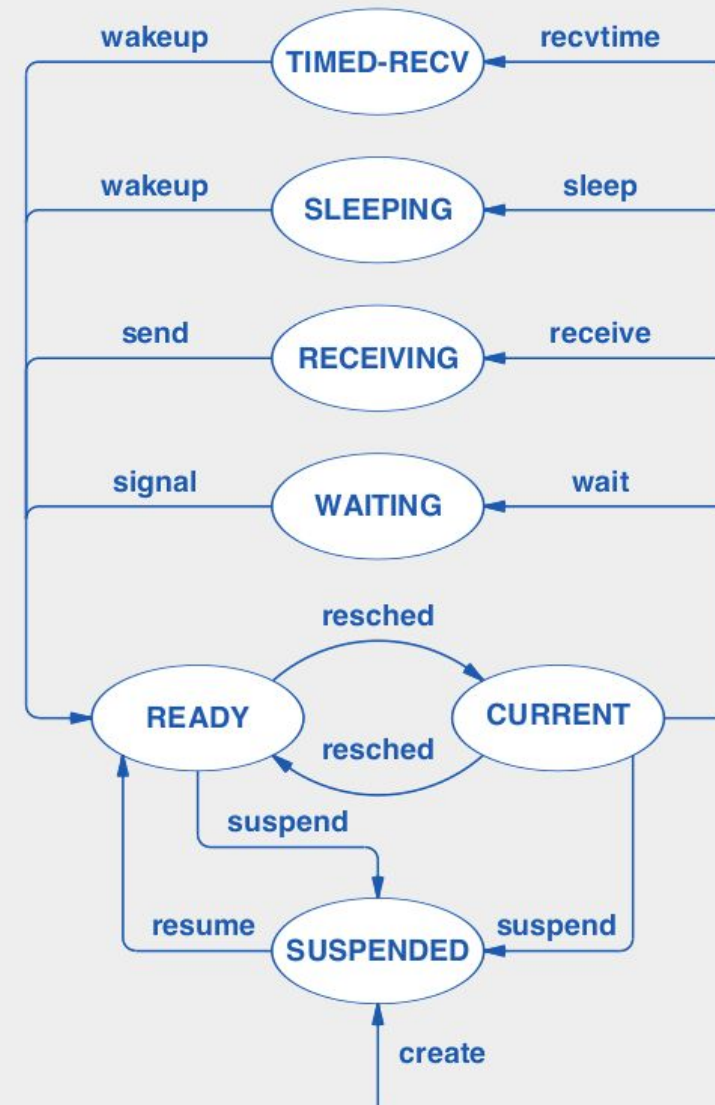 wakeup
TIMED-RECV
recvtime
wakeup
SLEEPING
sleep
send
RECEIVING
receive
signal
WAITING
wait
resched
READY
CURRENT
resched
suspend
resume
SUSPENDED
suspend
create